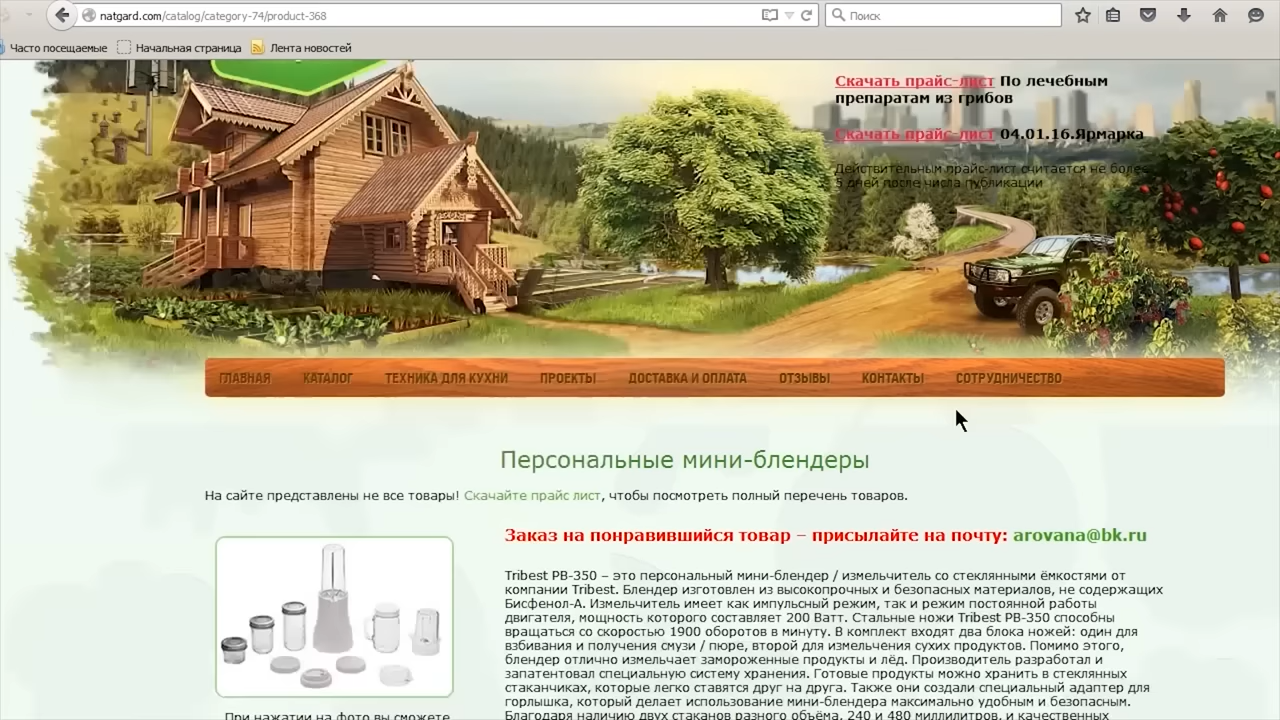 natgard.com/catalog/category-74/product-368
Поиск
Часто посещаемые
Начальная страница
Лента новостей
Скачать прайс-лист По лечебным
препаратам из грибов
Скачать прайс-лист 04.01.16.Ярмарка
Действительным прайс-лист считается не более
5 дней после числа публикации
ГЛАВНАЯ
КАТАЛОГ
ТЕХНИКА ДЛЯ КУХНИ
ПРОЕКТЫ
ДОСТАВКА И ОПЛАТА
ОТЗЫВЫ
КОНТАКТЫ
СОТРУДНИЧЕСТВО
Персональные мини-блендеры
На сайте представлены не все товары! Скачайте прайс лист, чтобы посмотреть полный перечень товаров.
Заказ на понравившийся товар – присылайте на почту: arovana@bk.ru
Tribest PB-350 – это персональный мини-блендер / измельчитель со стеклянными ёмкостями от
компании Tribest. Блендер изготовлен из высокопрочных и безопасных материалов, не содержащих
Бисфенол-А. Измельчитель имеет как импульсный режим, так и режим постоянной работы
двигателя, мощность которого составляет 200 Ватт. Стальные ножи Tribest PB-350 способны
вращаться со скоростью 1900 оборотов в минуту. В комплект входят два блока ножей: один для
взбивания и получения смузи / пюре, второй для измельчения сухих продуктов. Помимо этого,
блендер отлично измельчает замороженные продукты и лёд. Производитель разработал и
запатентовал специальную систему хранения. Готовые продукты можно хранить в стеклянных
стаканчиках, которые легко ставятся друг на друга. Также они создали специальный адаптер для
горлышка, который делает использование мини-блендера максимально удобным и безопасным.
Благодаря наличию двух стаканов разного объёма, 240 и 480 миллилитров, и качественных
При нажатии на фото вы сможете